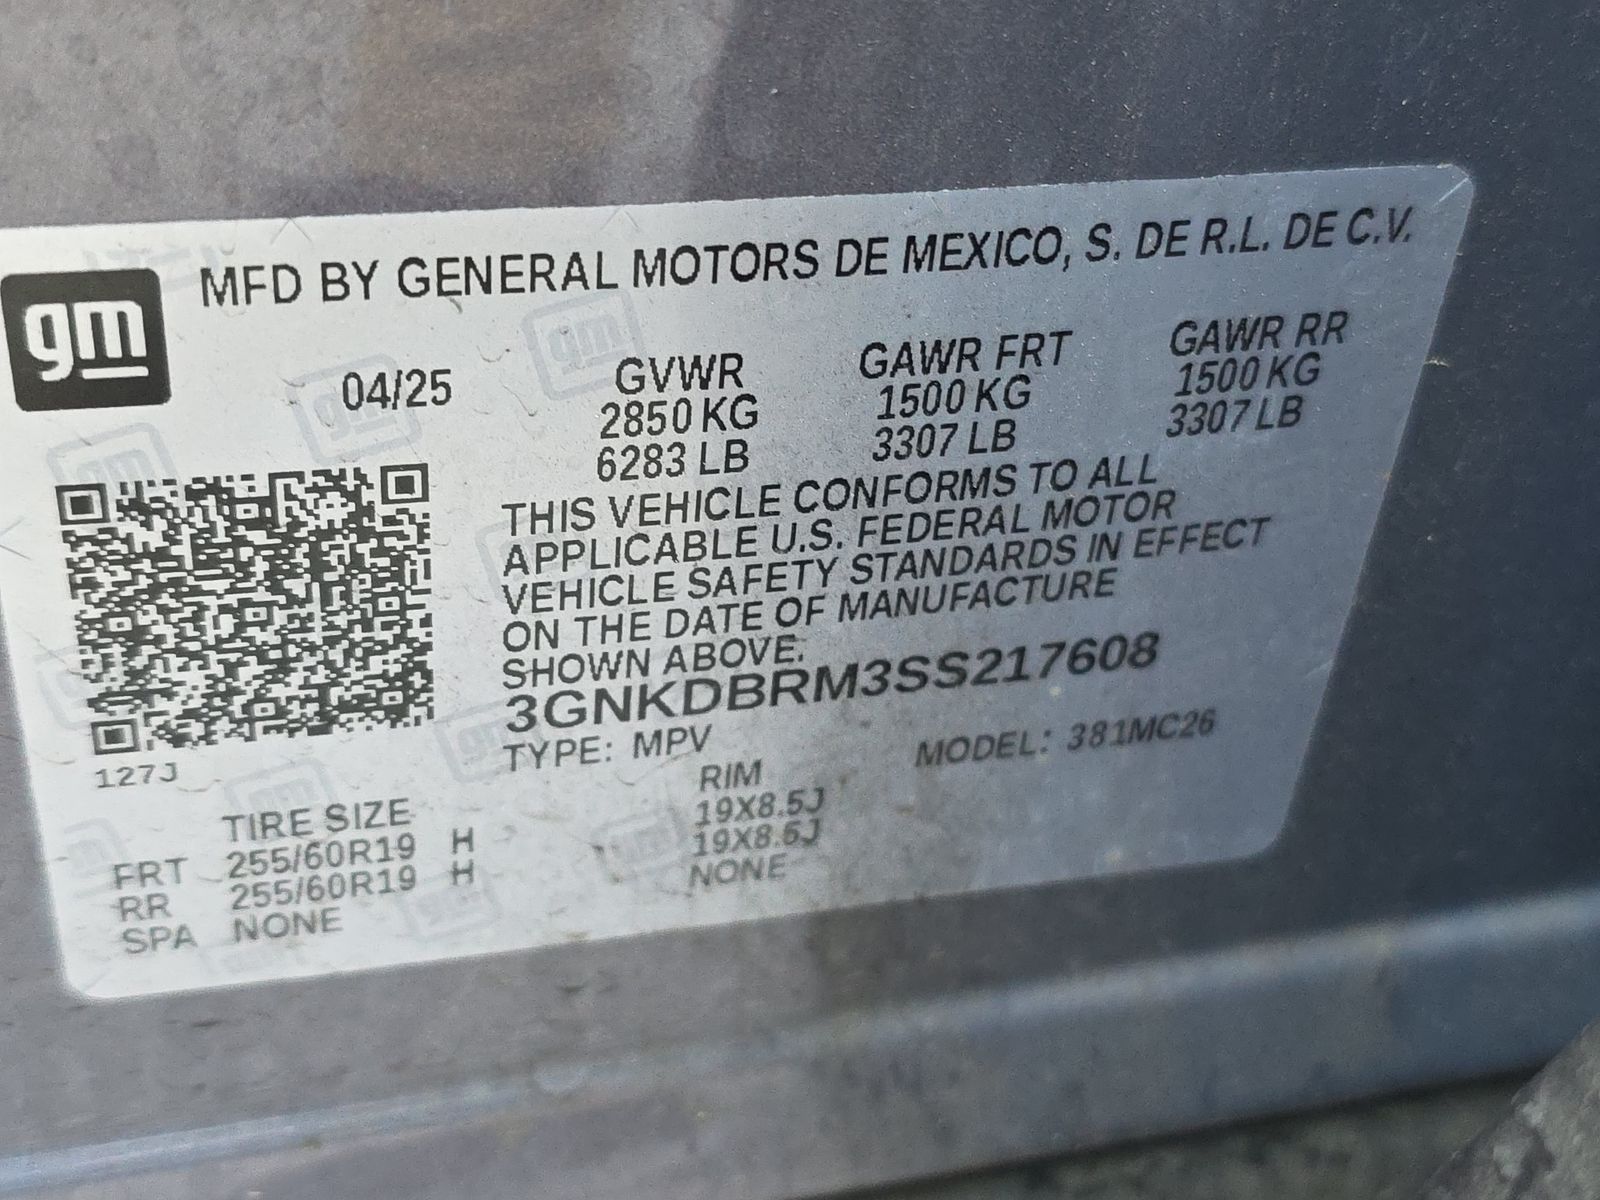 gm
MFD BY GENERAL MOTORS DE MEXICO, S. DE R.L. DE C.V.
04/25
GVWR
2850 KG
6283 LB
GAWR FRT
1500 KG
3307 LB
GAWR RR
1500 KG
3307 LB
THIS VEHICLE CONFORMS TO ALL
APPLICABLE U.S. FEDERAL MOTOR
VEHICLE SAFETY STANDARDS IN EFFECT
ON THE DATE OF MANUFACTURE
SHOWN ABOVE.
3GNKDBRM3SS217608
TYPE: MPV MODEL: 381MC26
127J
TIRE SIZE RIM
FRT 255/60R19 H 19X8.5J
RR 255/60R19 H 19X8.5J
SPA NONE NONE